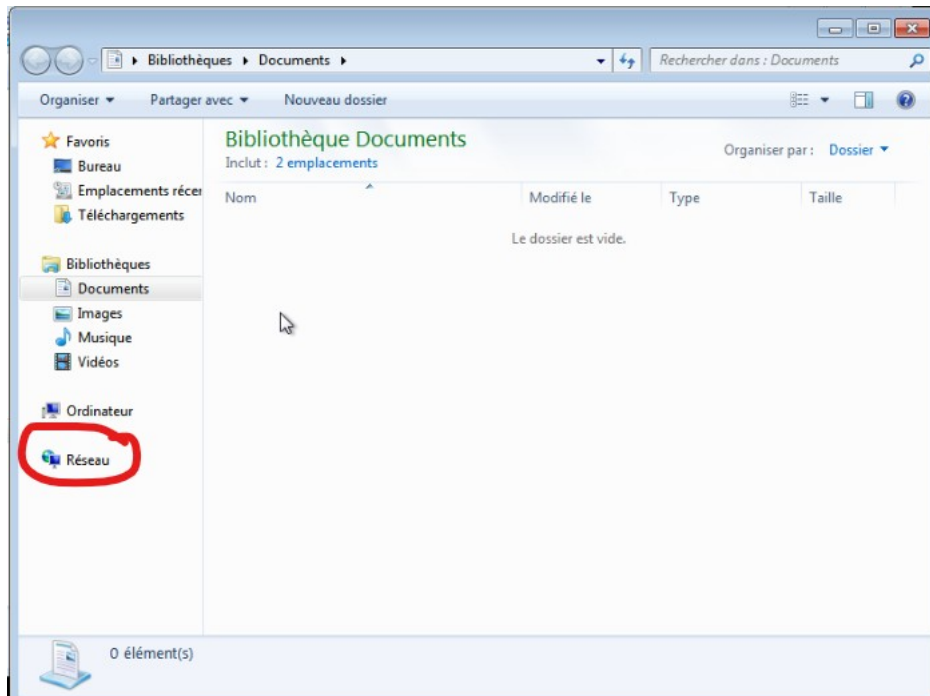 Bibliothèques Documents
Rechercher dans : Documents
Organiser Partager avec Nouveau dossier
Favoris
Bureau
Emplacements récer
Téléchargements
Bibliothèques
Documents
Images
Musique
Vidéos
Ordinateur
Réseau
Bibliothèque Documents
Inclut : 2 emplacements
Organiser par : Dossier
Nom Modifié le Type Taille
Le dossier est vide.
0 élément(s)